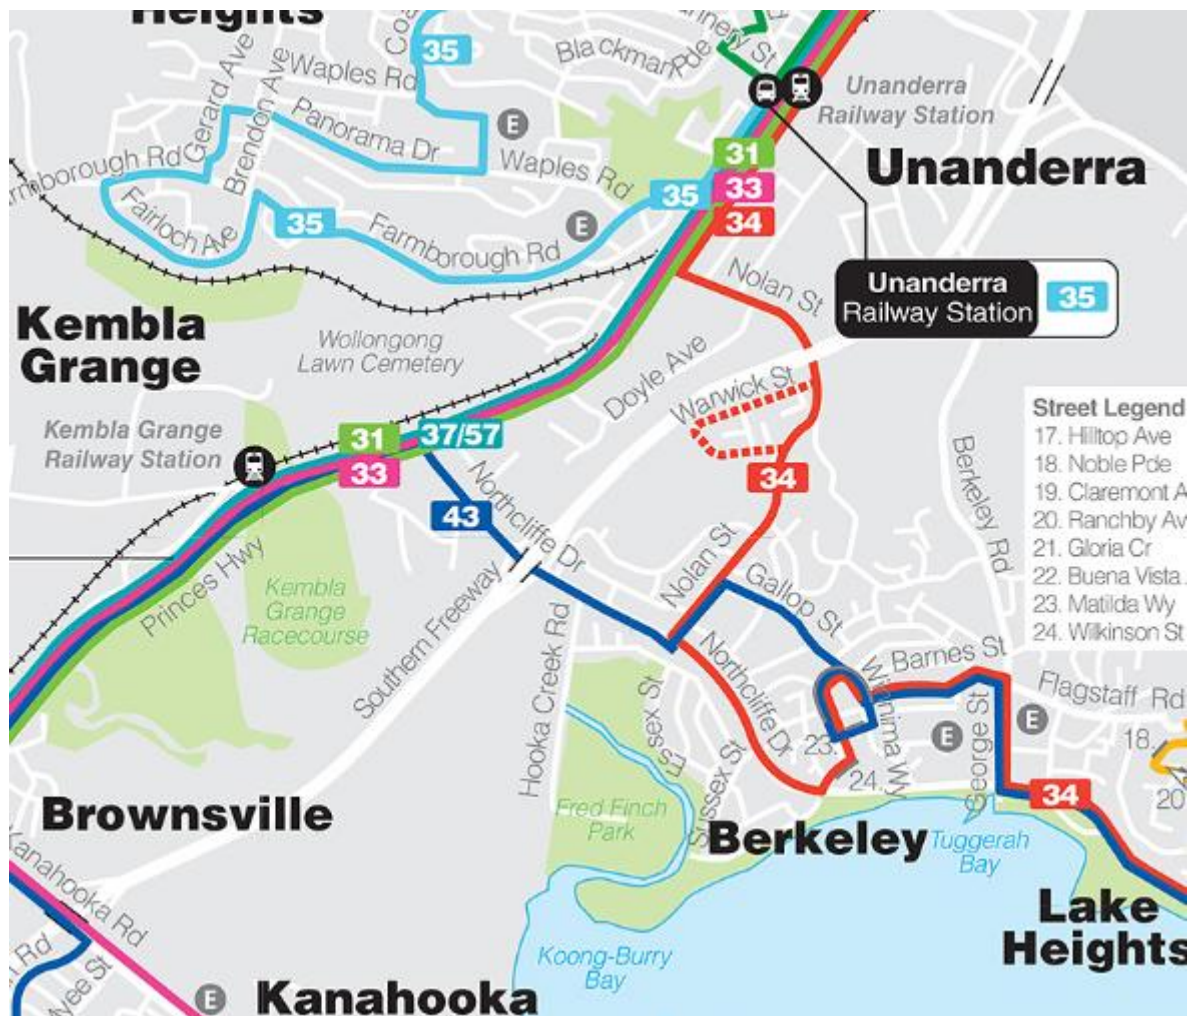 Heights
Waples Rd
35
Blackman
Pde
Gerard Ave
Brendon Ave
Panorama Dr
E
Waples Rd
Unanderra
Railway Station
Unanderra
Farmborough Rd
35
31
33
34
Fairloch Ave
35
Farmborough Rd
E
Nolan St
Unanderra
Railway Station
35
Kembla
Grange
Wollongong
Lawn Cemetery
Doyle Ave
Warwick St
Street Legend
17. Hilltop Ave
18. Noble Pde
19. Claremont A
20. Ranchby Av
21. Gloria Cr
22. Buena Vista
23. Matilda Wy
24. Wilkinson St
Kembla Grange
Railway Station
31
37/57
33
34
Berkeley Rd
43
Northcliffe Dr
Princes Hwy
Kembla
Grange
Racecourse
Southern Freeway
Hooka Creek Rd
Nolan St
Gallop St
Barnes St
Flagstaff Rd
Winnima Wy
Northcliffe Dr
Essex St
Sussex St
George St
E
E
18.
20
23.
24.
34
Brownsville
Fred Finch
Park
Berkeley
Tuggerah
Bay
Kanahooka Rd
Lake
Heights
Koong-Burry
Bay
E
Kanahooka